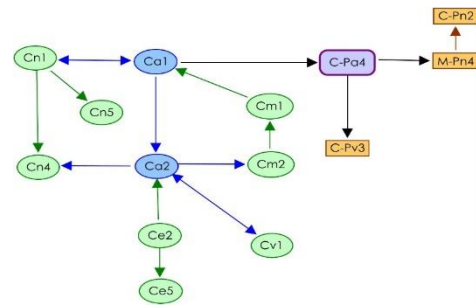 C-Pn2
Cn1
Ca1
C-Pa4
M-Pn4
Cn5
Cm1
C-Pv3
Cn4
Ca2
Cm2
Ce2
Cv1
Ce5